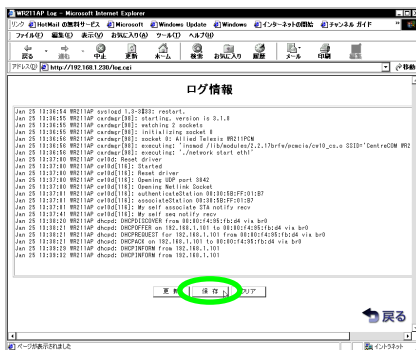 WR211AP Log - Microsoft Internet Explorer
リンク HotMail の無料サービス Microsoft Windows Update Windows インターネットの開始 チャンネル ガイド
ファイル(F) 編集(E) 表示(V) お気に入り(A) ツール(T) ヘルプ(H)
戻る 進む 中止 更新 ホーム 検索 お気に入り 履歴 メール 印刷 編集
アドレス(D) http://192.168.1.230/log.cgi 移動
ログ情報
Jan 25 13:36:54 WR211AP syslogd 1.3-3#33: restart.
Jan 25 13:36:56 WR211AP cardmgr[98]: starting, version is 3.1.8
Jan 25 13:36:56 WR211AP cardmgr[98]: watching 2 sockets
Jan 25 13:36:56 WR211AP cardmgr[98]: initializing socket 0
Jan 25 13:36:56 WR211AP cardmgr[98]: socket 0: Allied Telesis WR211PCM
Jan 25 13:36:56 WR211AP cardmgr[98]: executing: 'insmod /lib/modules/2.2.17brfw/pcmcia/cw10_cs.o SSID="CentreCOM WR2
Jan 25 13:36:58 WR211AP cardmgr[98]: executing: './network start eth1'
Jan 25 13:37:00 WR211AP cw10d: Reset driver
Jan 25 13:37:00 WR211AP cw10d[116]: Started
Jan 25 13:37:00 WR211AP cw10d[116]: Reset driver
Jan 25 13:37:00 WR211AP cw10d[116]: Opening UDP port 3842
Jan 25 13:37:00 WR211AP cw10d[116]: Opening Netlink Socket
Jan 25 13:37:01 WR211AP cw10d[116]: authenticateStation 08:00:5B:FF:01:B7
Jan 25 13:37:01 WR211AP cw10d[116]: associateStation 08:00:5B:FF:01:B7
Jan 25 13:37:01 WR211AP cw10d[116]: My self associate STA notify recv
Jan 25 13:37:41 WR211AP cw10d[116]: My self seq notify recv
Jan 25 13:38:20 WR211AP dhcpd: DHCPDISCOVER from 00:00:f4:95:fb:d4 via br0
Jan 25 13:38:21 WR211AP dhcpd: DHCPOFFER on 192.168.1.101 to 00:00:f4:95:fb:d4 via br0
Jan 25 13:38:21 WR211AP dhcpd: DHCPREQUEST for 192.168.1.101 from 00:00:f4:95:fb:d4 via br0
Jan 25 13:38:21 WR211AP dhcpd: DHCPACK on 192.168.1.101 to 00:00:f4:95:fb:d4 via br0
Jan 25 13:39:29 WR211AP dhcpd: DHCPINFORM from 192.168.1.101
Jan 25 13:39:32 WR211AP dhcpd: DHCPINFORM from 192.168.1.101
更新 保存 クリア
戻る
ページが表示されました イントラネット